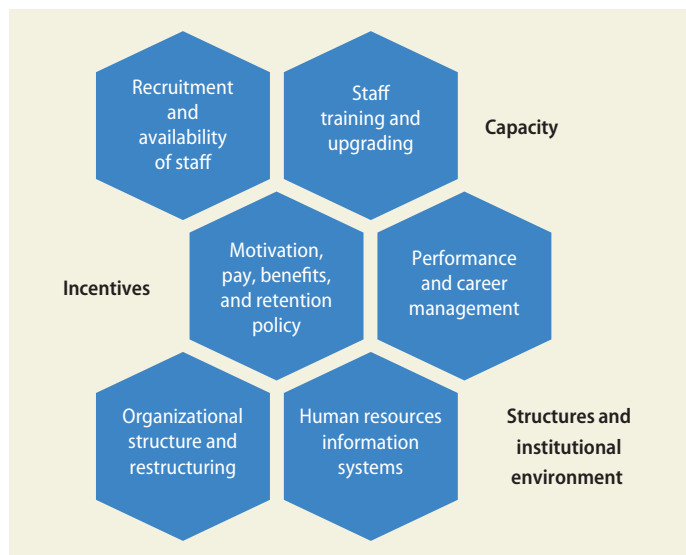 Recruitment
and
availability
of staff
Staff
training and
upgrading
Capacity
Incentives
Motivation,
pay, benefits,
and retention
policy
Performance
and career
management
Organizational
structure and
restructuring
Human resources
information
systems
Structures and
institutional
environment